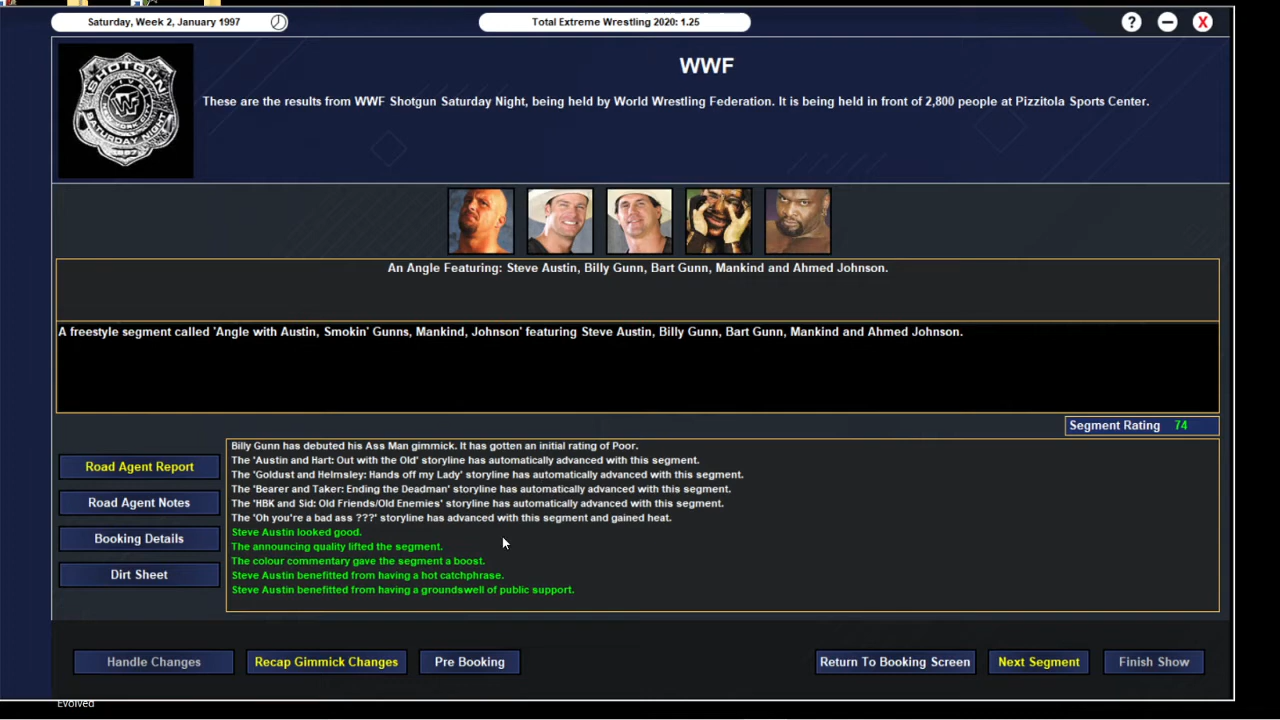 Saturday, Week 2, January 1997
Total Extreme Wrestling 2020: 1.25
?
X
SHOTGUN
SATURDAY NIGHT
WWF
These are the results from WWF Shotgun Saturday Night, being held by World Wrestling Federation. It is being held in front of 2,800 people at Pizzitola Sports Center.
An Angle Featuring: Steve Austin, Billy Gunn, Bart Gunn, Mankind and Ahmed Johnson.
A freestyle segment called 'Angle with Austin, Smokin' Gunns, Mankind, Johnson' featuring Steve Austin, Billy Gunn, Bart Gunn, Mankind and Ahmed Johnson.
Segment Rating 74
Road Agent Report
Road Agent Notes
Booking Details
Dirt Sheet
Billy Gunn has debuted his Ass Man gimmick. It has gotten an initial rating of Poor.
The 'Austin and Hart: Out with the Old' storyline has automatically advanced with this segment.
The 'Goldust and Helmsley: Hands off my Lady' storyline has automatically advanced with this segment.
The 'Bearer and Taker: Ending the Deadman' storyline has automatically advanced with this segment.
The 'HBK and Sid: Old Friends/Old Enemies' storyline has automatically advanced with this segment.
The 'Oh you're a bad ass ???' storyline has advanced with this segment and gained heat.
Steve Austin looked good.
The announcing quality lifted the segment.
The colour commentary gave the segment a boost.
Steve Austin benefitted from having a hot catchphrase.
Steve Austin benefitted from having a groundswell of public support.
Handle Changes
Recap Gimmick Changes
Pre Booking
Return To Booking Screen
Next Segment
Finish Show
Evolved